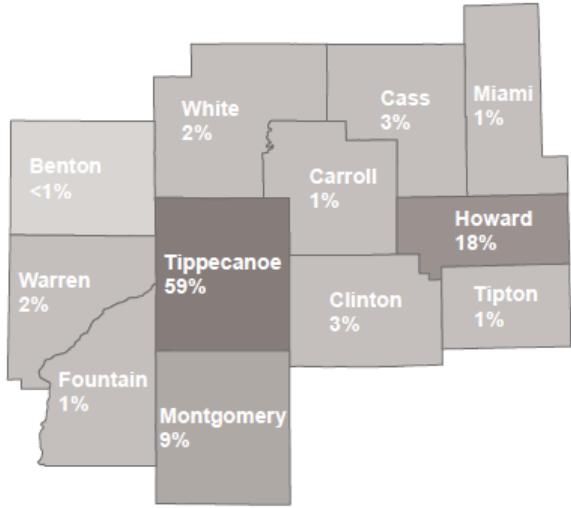 Miami
1%
Cass
3%
White
2%
Benton
<1%
Carroll
1%
Howard
18%
Tippecanoe
59%
Warren
2%
Clinton
3%
Tipton
1%
Fountain
1%
Montgomery
9%